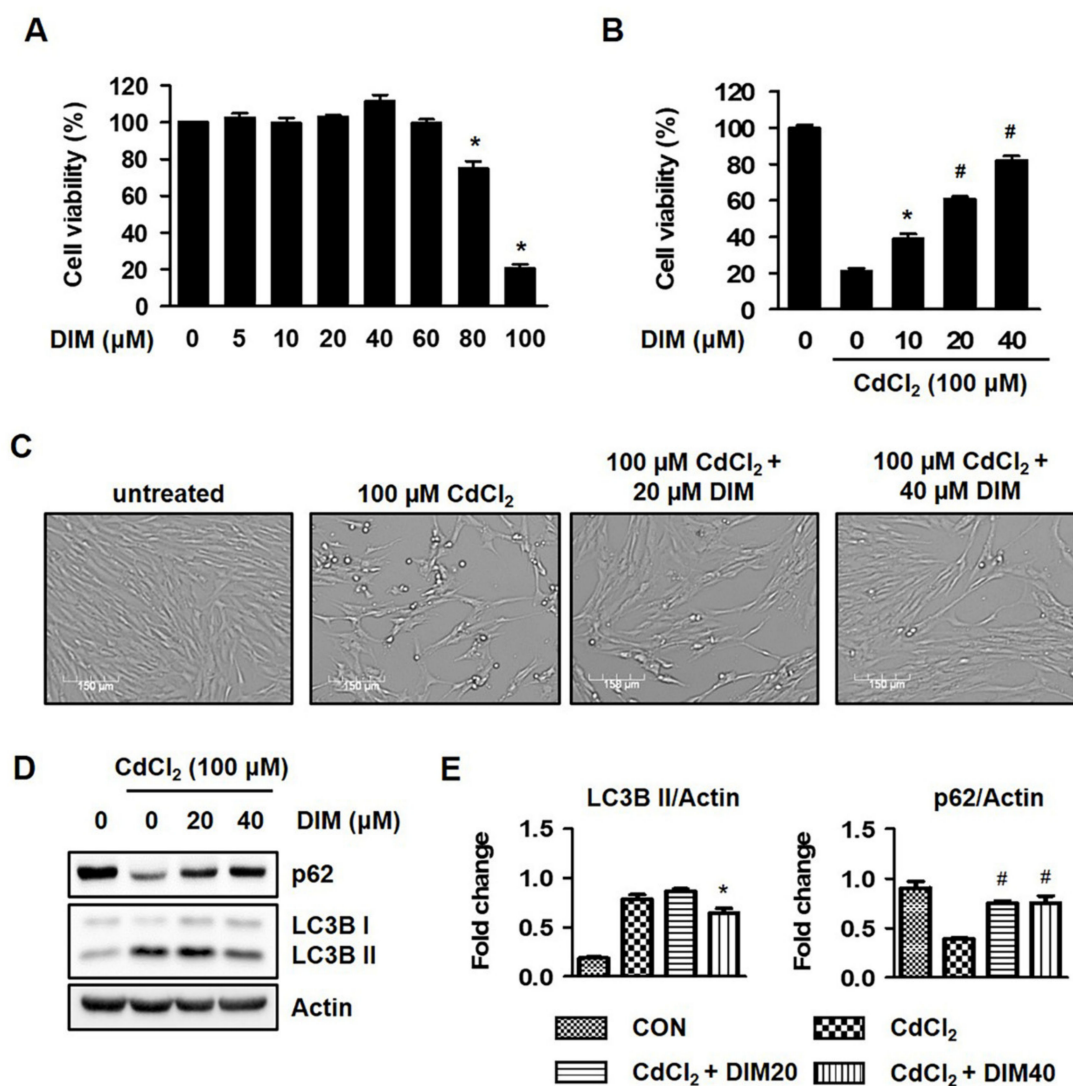 A
Cell viability (%)
120
100
80
60
40
20
0
*
*
DIM (µM) 0 5 10 20 40 60 80 100
B
Cell viability (%)
120
100
80
60
40
20
0
*
#
#
DIM (µM) 0 0 10 20 40
CdCl₂ (100 µM)
C
untreated
100 µM CdCl₂
100 µM CdCl₂ +
20 µM DIM
100 µM CdCl₂ +
40 µM DIM
150 µm
150 µm
150 µm
D
CdCl₂ (100 µM)
0 0 20 40 DIM (µM)
p62
LC3B I
LC3B II
Actin
E
LC3B II/Actin
Fold change
1.5
1.0
0.5
0.0
*
p62/Actin
Fold change
1.5
1.0
0.5
0.0
# #
CON
CdCl₂
CdCl₂ + DIM20
CdCl₂ + DIM40